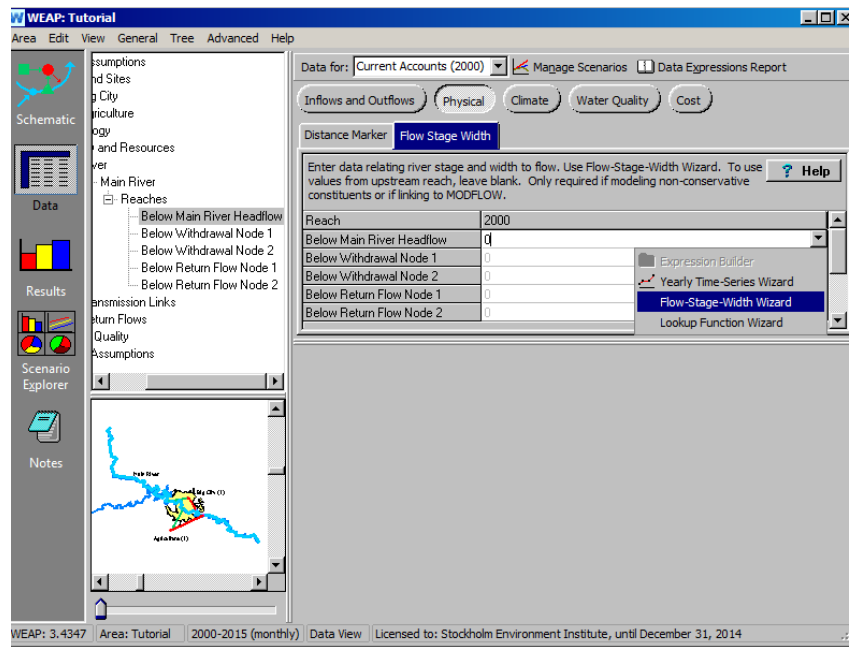 WEAP: Tutorial
Area Edit View General Tree Advanced Help
Schematic
Data
Results
Scenario
Explorer
Notes
ssumptions
nd Sites
g City
riculture
ogy
and Resources
ver
Main River
Reaches
Below Main River Headflow
Below Withdrawal Node 1
Below Withdrawal Node 2
Below Return Flow Node 1
Below Return Flow Node 2
ansmission Links
eturn Flows
Quality
Assumptions
Main River
Agriculture (1)
Data for: Current Accounts (2000) Manage Scenarios Data Expressions Report
Inflows and Outflows Physical Climate Water Quality Cost
Distance Marker Flow Stage Width
Enter data relating river stage and width to flow. Use Flow-Stage-Width Wizard. To use
values from upstream reach, leave blank. Only required if modeling non-conservative
constituents or if linking to MODFLOW.
? Help
Reach 2000
Below Main River Headflow 0
Below Withdrawal Node 1 0
Below Withdrawal Node 2 0
Below Return Flow Node 1 0
Below Return Flow Node 2 0
Expression Builder
Yearly Time-Series Wizard
Flow-Stage-Width Wizard
Lookup Function Wizard
WEAP: 3.4347 Area: Tutorial 2000-2015 (monthly) Data View Licensed to: Stockholm Environment Institute, until December 31, 2014